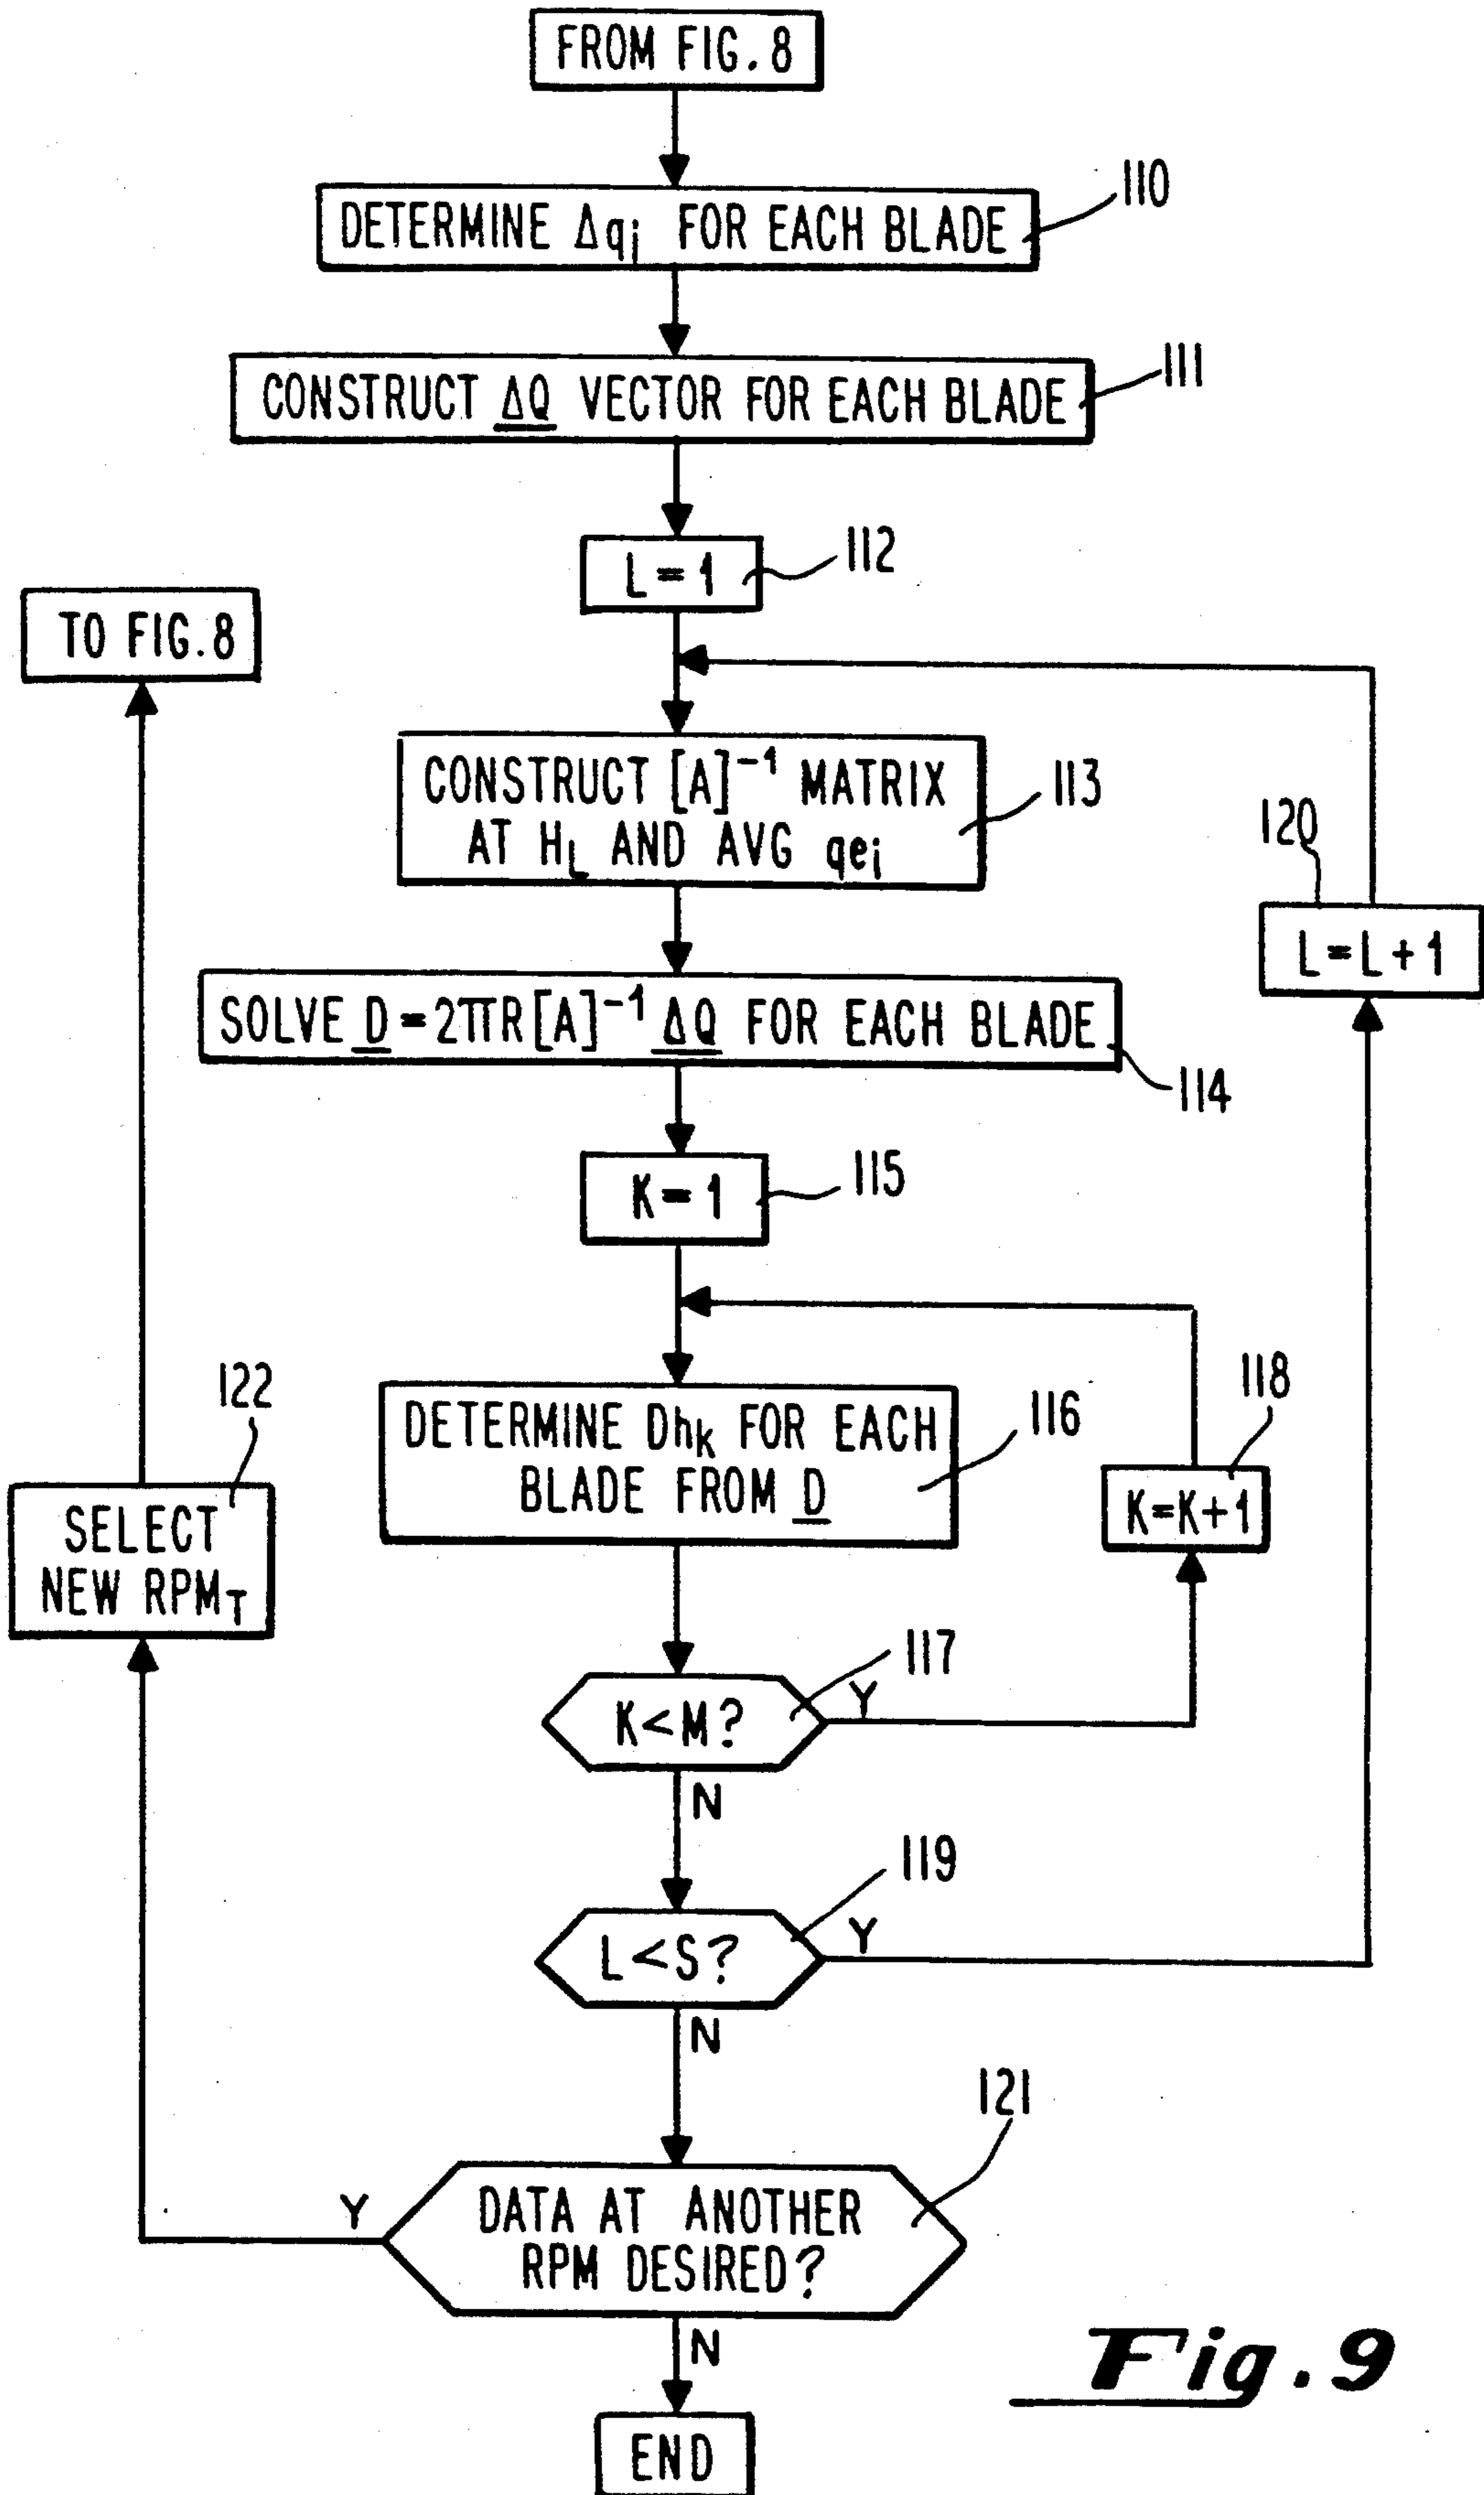 FROM FIG. 8
110
DETERMINE Δqi FOR EACH BLADE
111
CONSTRUCT ΔQ VECTOR FOR EACH BLADE
112
L=1
TO FIG. 8
CONSTRUCT [A]⁻¹ MATRIX
AT HL AND AVG qei
113
120
L=L+1
SOLVE D=2πR[A]⁻¹ ΔQ FOR EACH BLADE
114
K=1
115
122
SELECT
NEW RPMT
DETERMINE DhK FOR EACH
BLADE FROM D
116
118
K=K+1
117
K<M?
Y
N
119
L<S?
Y
N
121
DATA AT ANOTHER
RPM DESIRED?
Y
N
END
Fig. 9